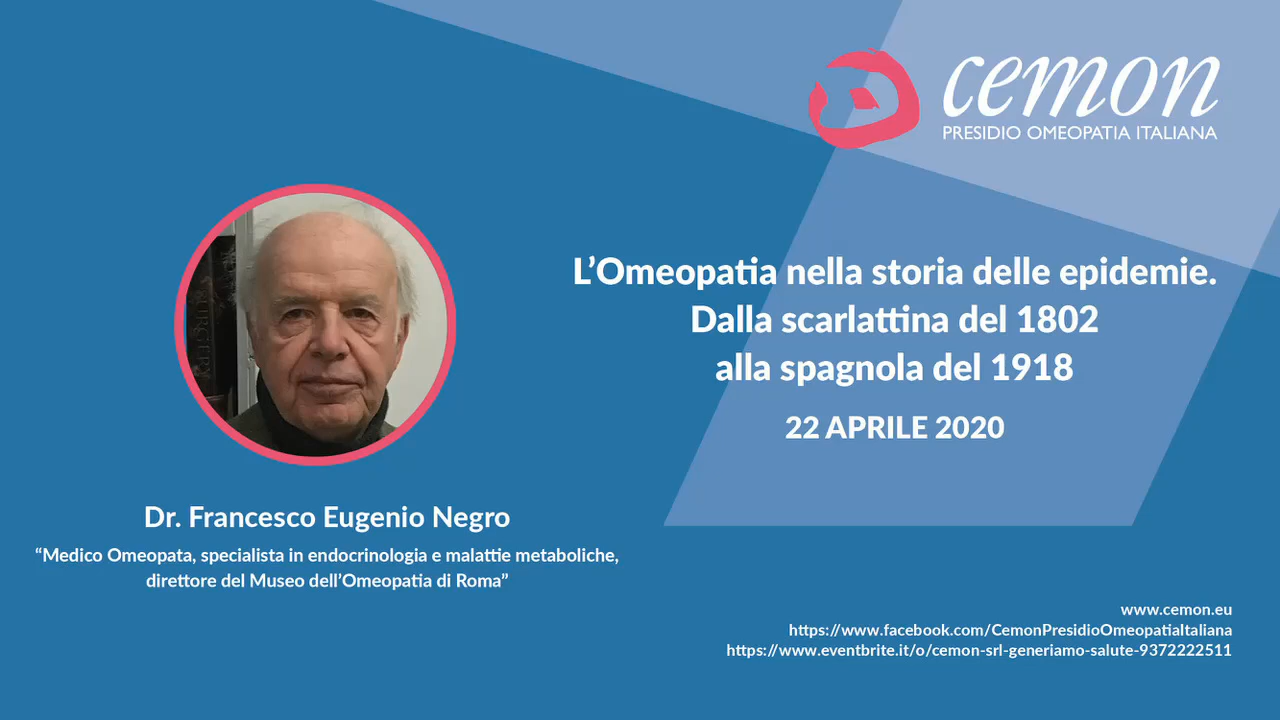 cemon
PRESIDIO OMEOPATIA ITALIANA
L’Omeopatia nella storia delle epidemie.
Dalla scarlattina del 1802
alla spagnola del 1918
22 APRILE 2020
Dr. Francesco Eugenio Negro
“Medico Omeopata, specialista in endocrinologia e malattie metaboliche,
direttore del Museo dell’Omeopatia di Roma”
www.cemon.eu
https://www.facebook.com/CemonPresidioOmeopatiaItaliana
https://www.eventbrite.it/o/cemon-srl-generiamo-salute-9372222511